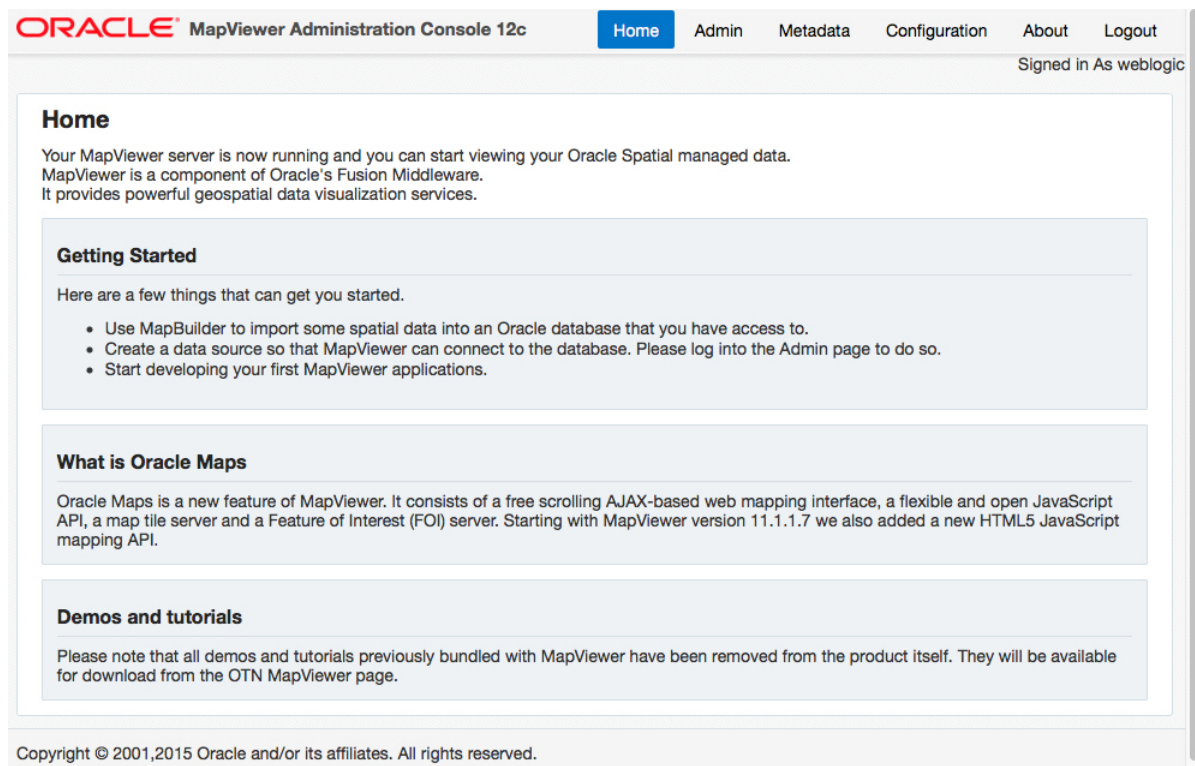 ORACLE MapViewer Administration Console 12c Home Admin Metadata Configuration About Logout
Signed in As weblogic
Home
Your MapViewer server is now running and you can start viewing your Oracle Spatial managed data.
MapViewer is a component of Oracle's Fusion Middleware.
It provides powerful geospatial data visualization services.
Getting Started
Here are a few things that can get you started.
• Use MapBuilder to import some spatial data into an Oracle database that you have access to.
• Create a data source so that MapViewer can connect to the database. Please log into the Admin page to do so.
• Start developing your first MapViewer applications.
What is Oracle Maps
Oracle Maps is a new feature of MapViewer. It consists of a free scrolling AJAX-based web mapping interface, a flexible and open JavaScript
API, a map tile server and a Feature of Interest (FOI) server. Starting with MapViewer version 11.1.1.7 we also added a new HTML5 JavaScript
mapping API.
Demos and tutorials
Please note that all demos and tutorials previously bundled with MapViewer have been removed from the product itself. They will be available
for download from the OTN MapViewer page.
Copyright © 2001,2015 Oracle and/or its affiliates. All rights reserved.